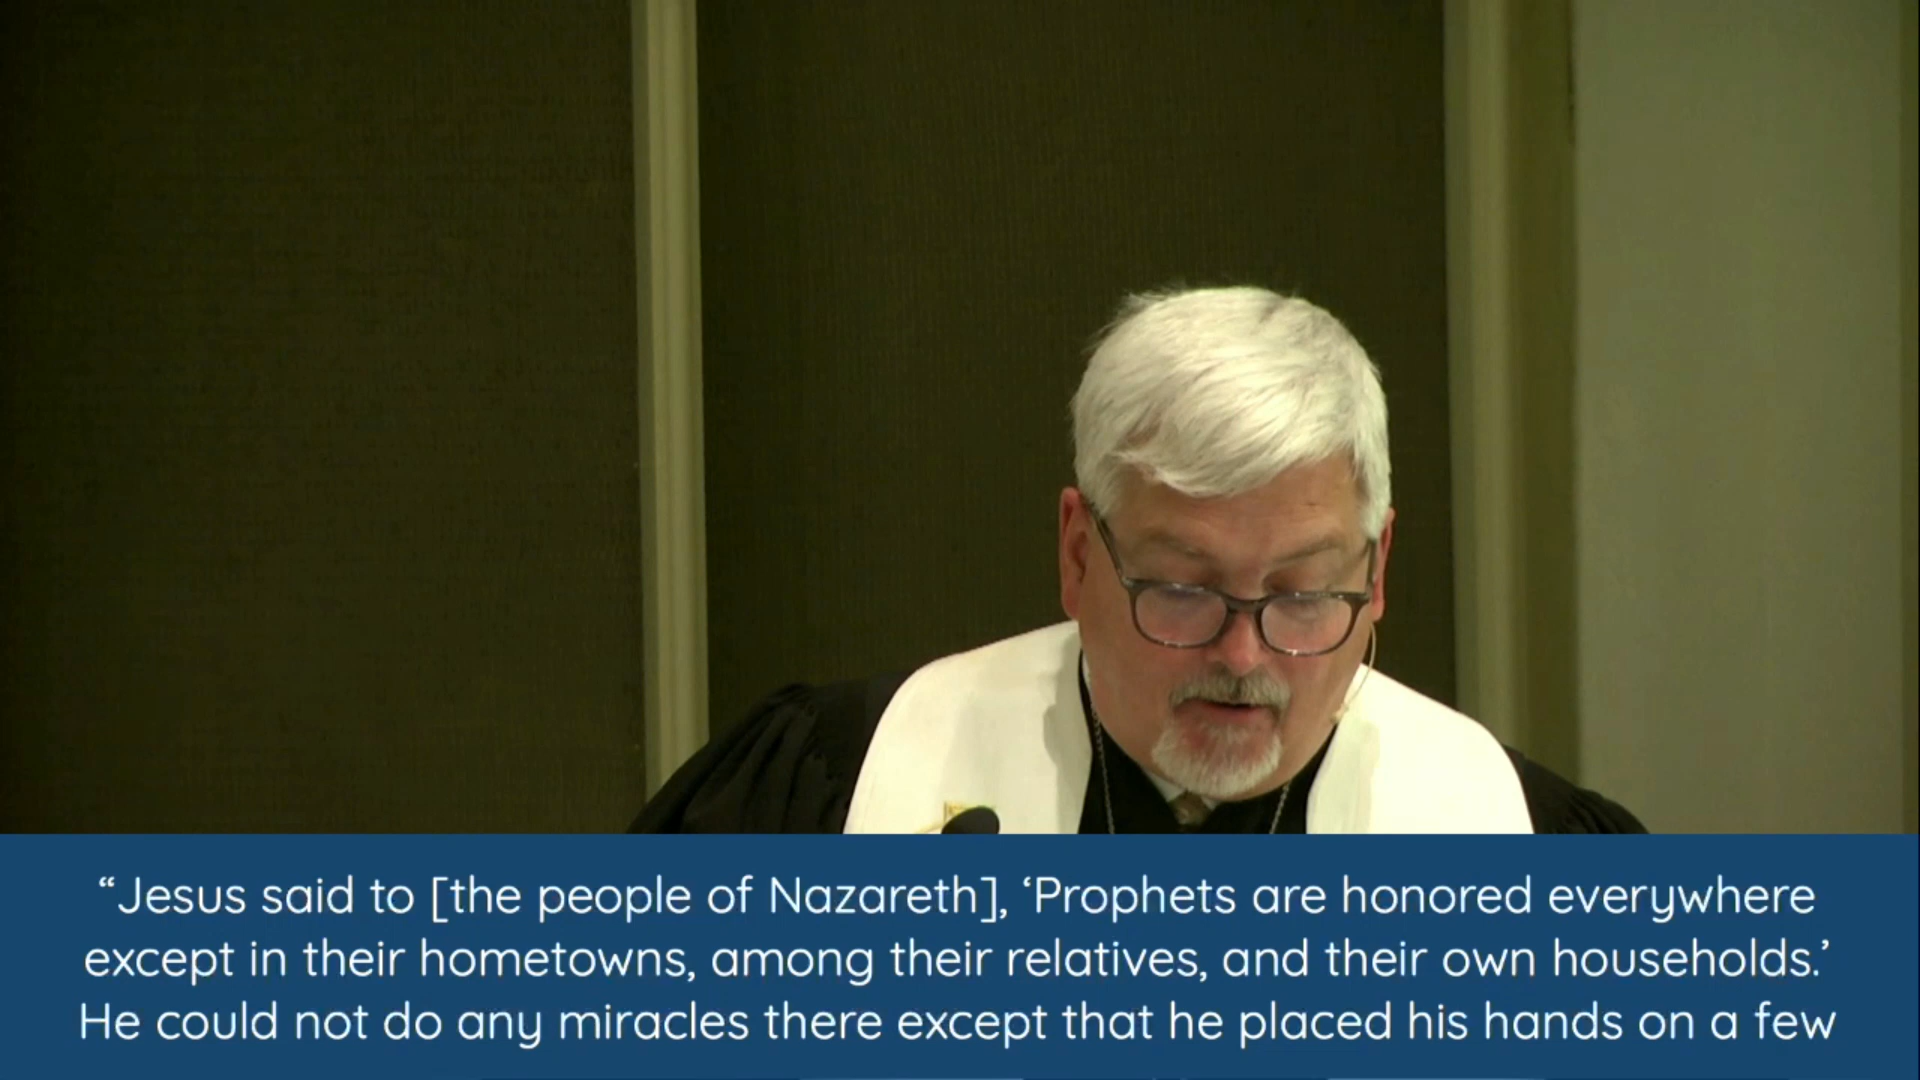 “Jesus said to [the people of Nazareth], ‘Prophets are honored everywhere
except in their hometowns, among their relatives, and their own households.’
He could not do any miracles there except that he placed his hands on a few